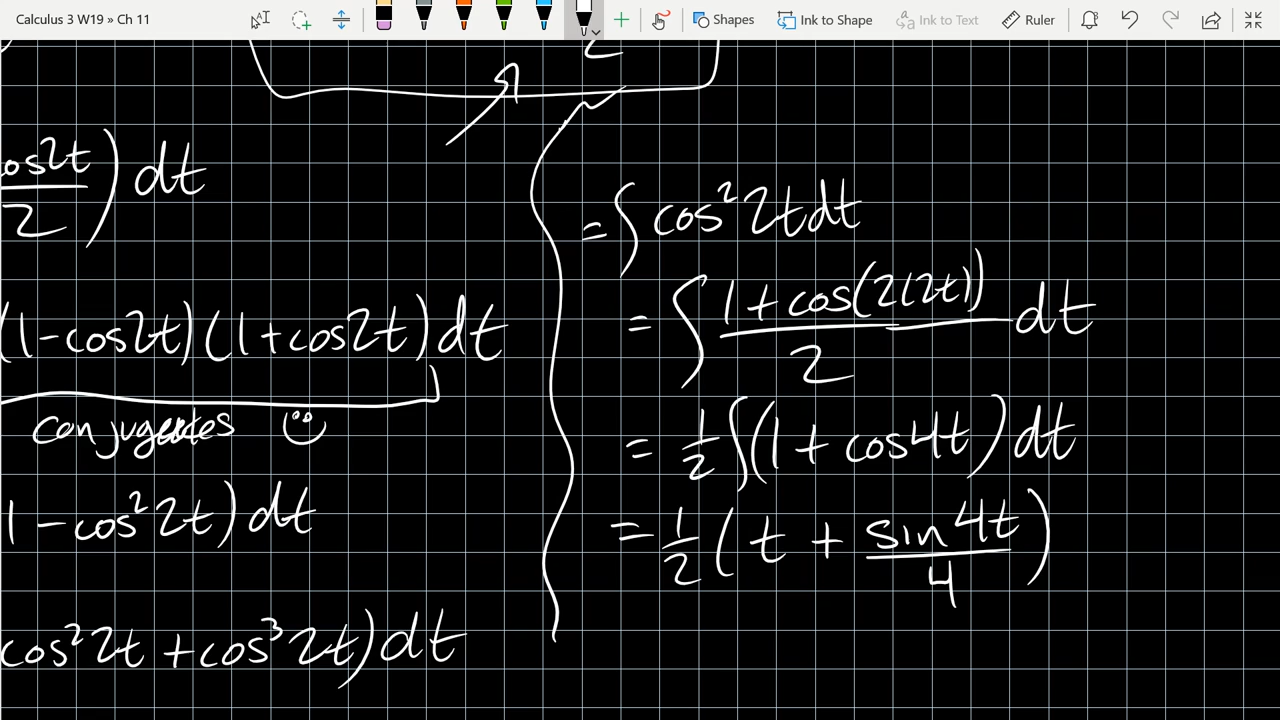 Calculus 3 W19 » Ch 11
Shapes
Ink to Shape
Ink to Text
Ruler
2
os2t/2) dt
(1-cos2t)(1+cos2t)dt
conjugates
1 - cos²2t) dt
cos²2t + cos³2t) dt
= ∫ cos²2t dt
= ∫ 1 + cos(2(2t))/2 dt
= 1/2 ∫(1 + cos4t) dt
= 1/2 (t + sin4t/4)